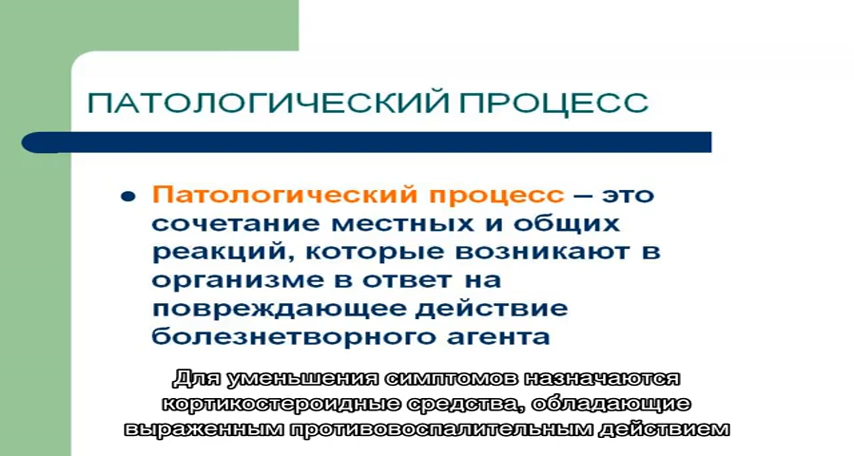 ПАТОЛОГИЧЕСКИЙ ПРОЦЕСС
Патологический процесс – это
сочетание местных и общих
реакций, которые возникают в
организме в ответ на
повреждающее действие
болезнетворного агента
Для уменьшения симптомов назначаются
кортикостероидные средства, обладающие
выраженным противовоспалительным действием